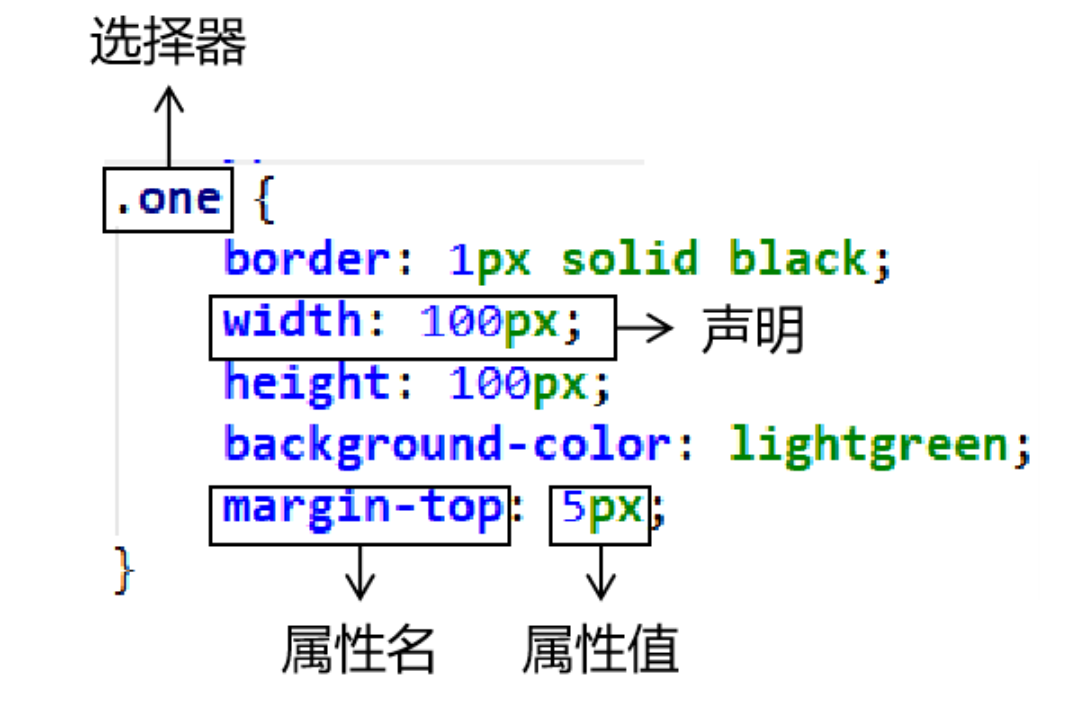 选择器
.one {
border: 1px solid black;
width: 100px;
声明
height: 100px;
background-color: lightgreen;
margin-top: 5px;
}
属性名 属性值